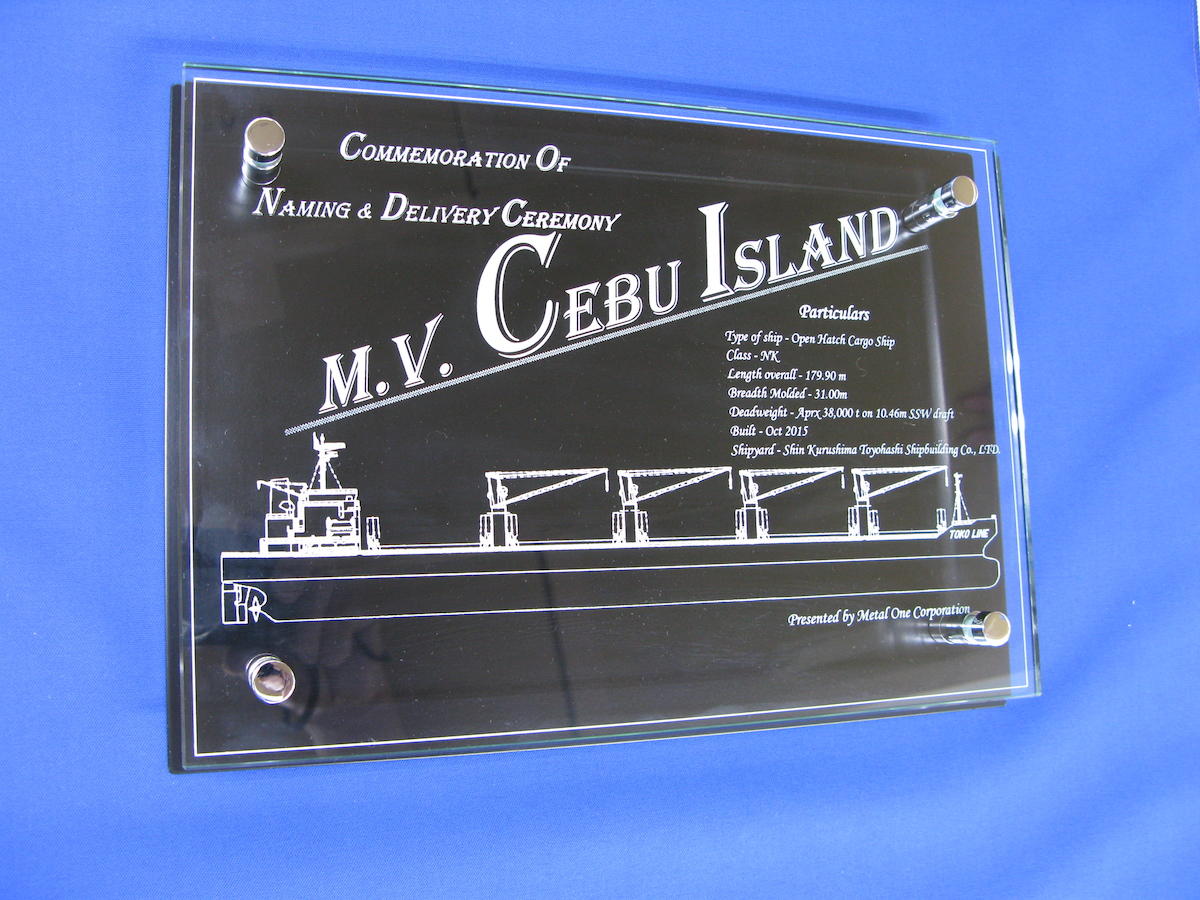 Commemoration Of
Naming & Delivery Ceremony
M.V. Cebu Island
Particulars
Type of ship - Open Hatch Cargo Ship
Class - NK
Length overall - 179.90 m
Breadth Molded - 31.00m
Deadweight - Aprx 38,000 t on 10.46m SSW draft
Built - Oct 2015
Shipyard - Shin Kurushima Toyohashi Shipbuilding Co., LTD.
TOKO LINE
Presented by Metal One Corporation